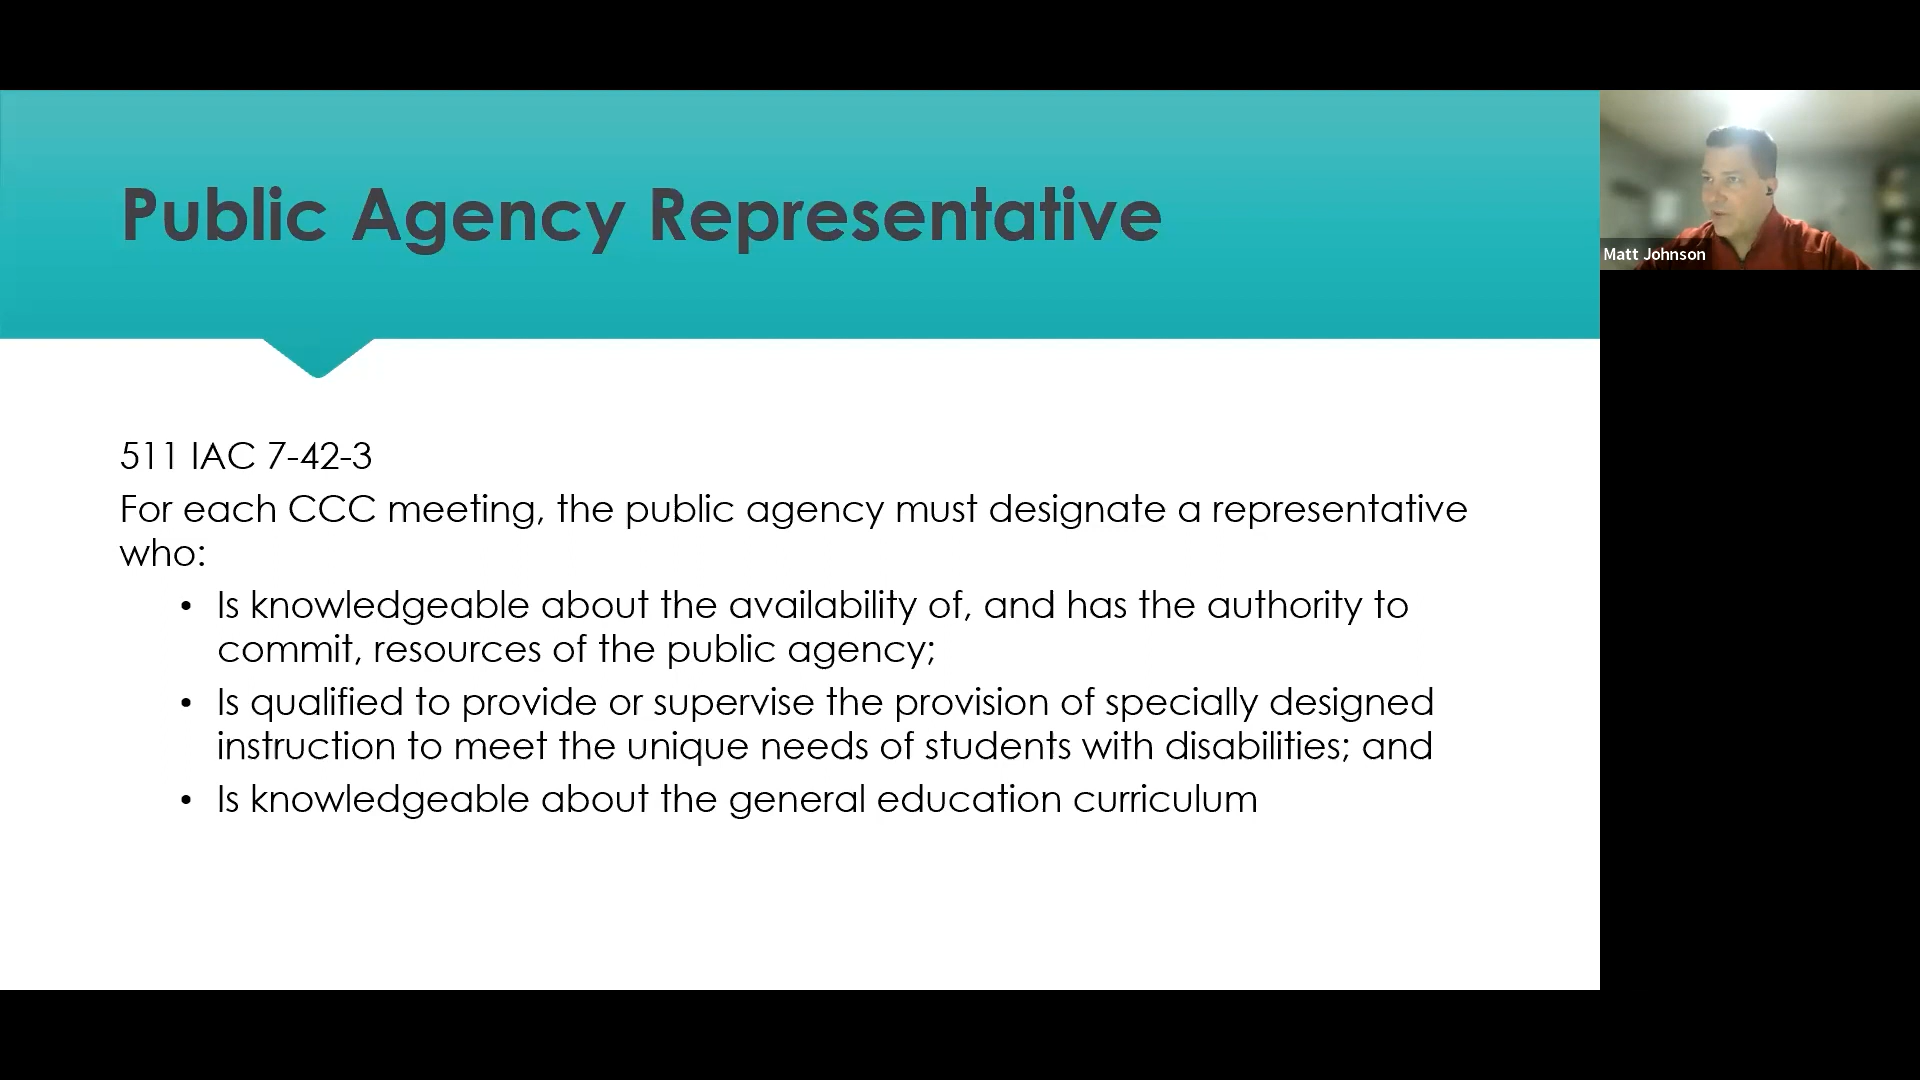 Public Agency Representative
Matt Johnson
511 IAC 7-42-3
For each CCC meeting, the public agency must designate a representative
who:
• Is knowledgeable about the availability of, and has the authority to
commit, resources of the public agency;
• Is qualified to provide or supervise the provision of specially designed
instruction to meet the unique needs of students with disabilities; and
• Is knowledgeable about the general education curriculum